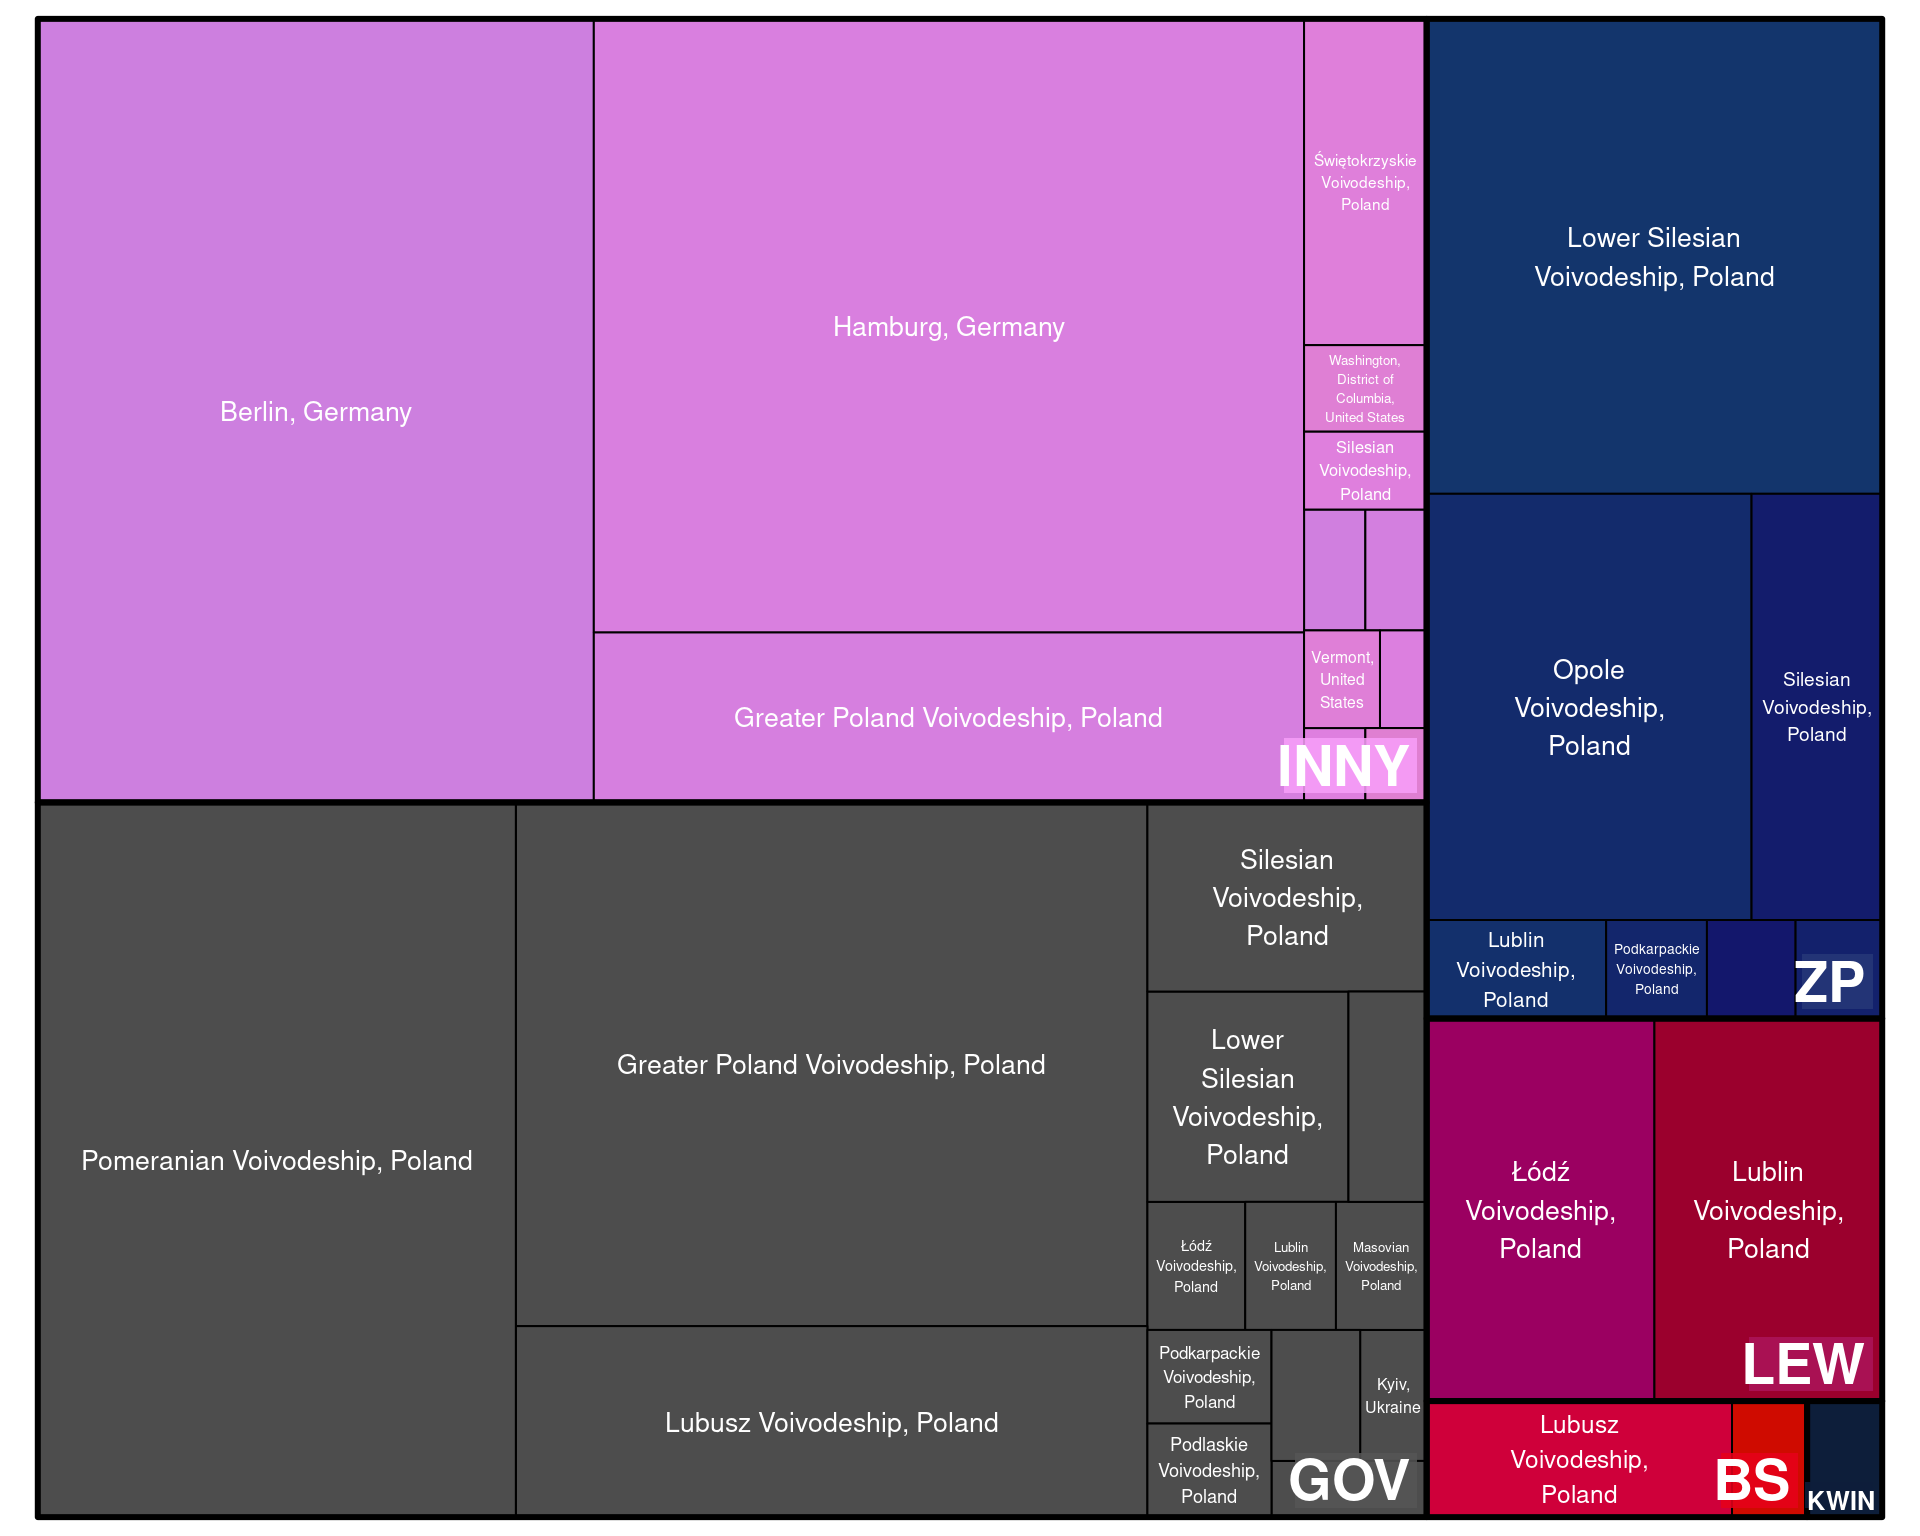 Berlin, Germany
Hamburg, Germany
Greater Poland Voivodeship, Poland
Świętokrzyskie
Voivodeship,
Poland
Washington,
District of
Columbia,
United States
Silesian
Voivodeship,
Poland
Vermont,
United
States
INNY
Pomeranian Voivodeship, Poland
Greater Poland Voivodeship, Poland
Lubusz Voivodeship, Poland
Silesian
Voivodeship,
Poland
Lower
Silesian
Voivodeship,
Poland
Łódź
Voivodeship,
Poland
Lublin
Voivodeship,
Poland
Masovian
Voivodeship,
Poland
Podkarpackie
Voivodeship,
Poland
Podlaskie
Voivodeship,
Poland
Kyiv,
Ukraine
GOV
Lower Silesian
Voivodeship, Poland
Opole
Voivodeship,
Poland
Silesian
Voivodeship,
Poland
Lublin
Voivodeship,
Poland
Podkarpackie
Voivodeship,
Poland
ZP
Łódź
Voivodeship,
Poland
Lublin
Voivodeship,
Poland
LEW
Lubusz
Voivodeship,
Poland
BS
KWIN